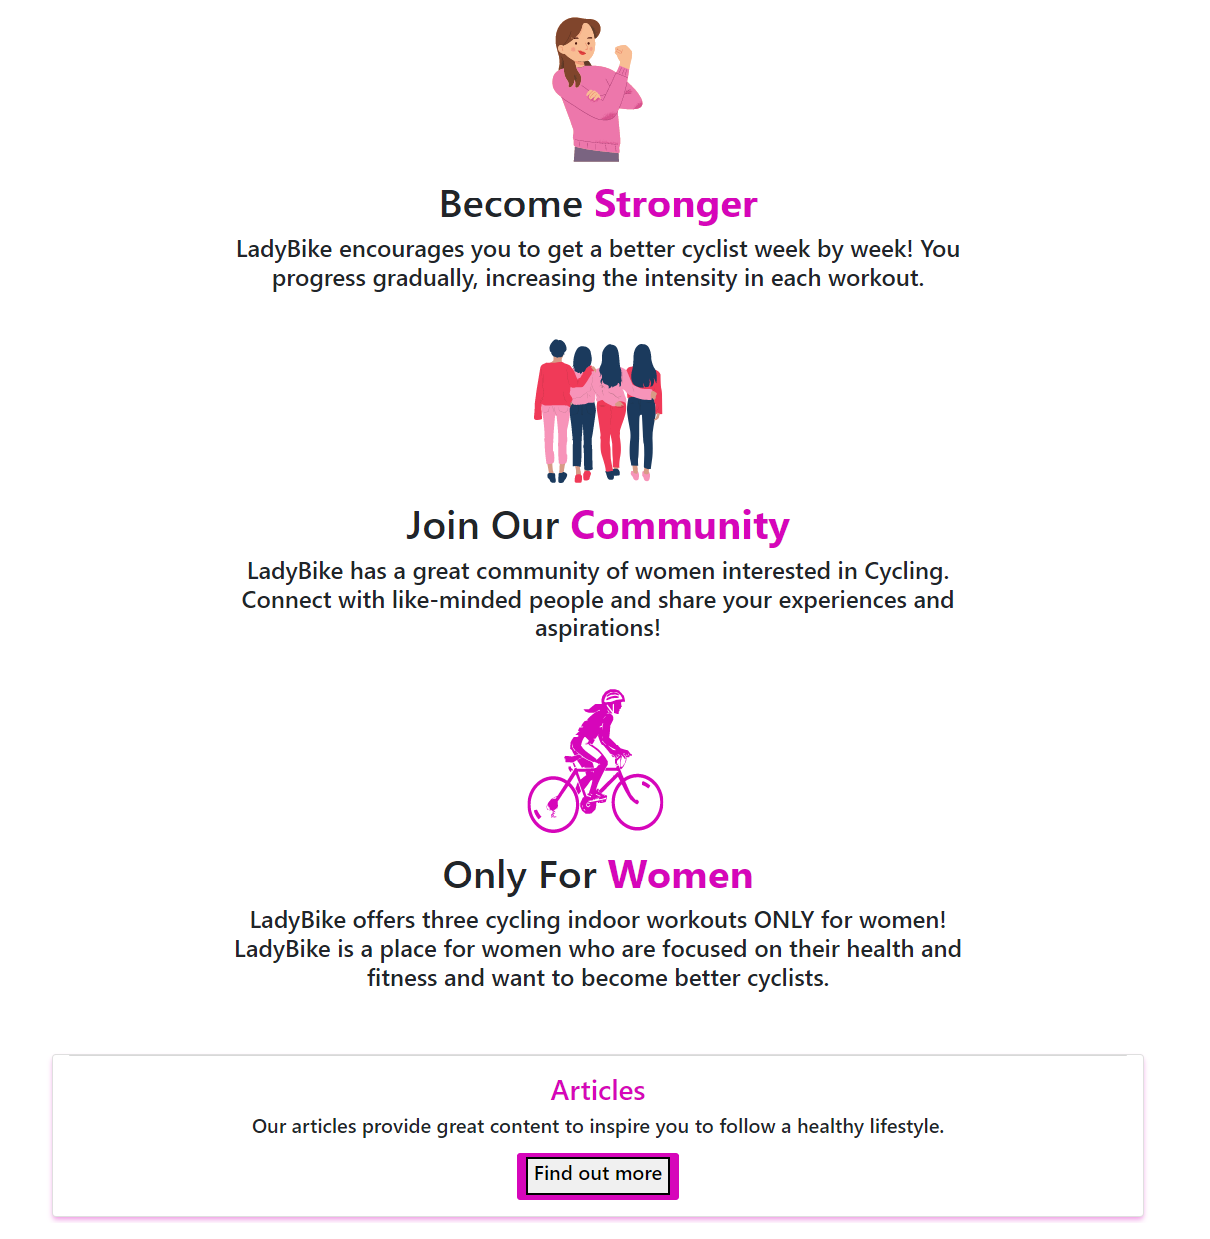 Become Stronger
LadyBike encourages you to get a better cyclist week by week! You
progress gradually, increasing the intensity in each workout.
Join Our Community
LadyBike has a great community of women interested in Cycling.
Connect with like-minded people and share your experiences and
aspirations!
Only For Women
LadyBike offers three cycling indoor workouts ONLY for women!
LadyBike is a place for women who are focused on their health and
fitness and want to become better cyclists.
Articles
Our articles provide great content to inspire you to follow a healthy lifestyle.
Find out more